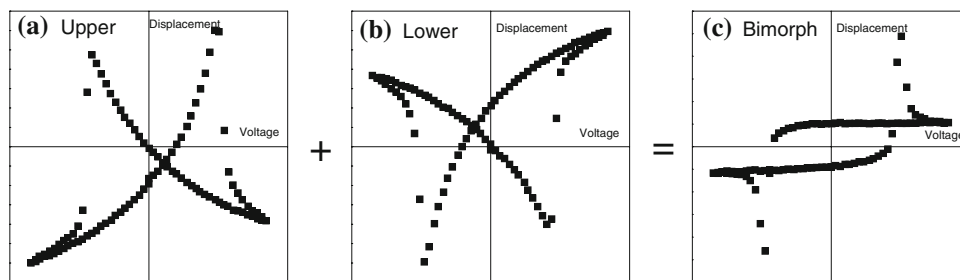 (a) Upper
Displacement
Voltage
+
(b) Lower
Displacement
Voltage
=
(c) Bimorph
Displacement
Voltage